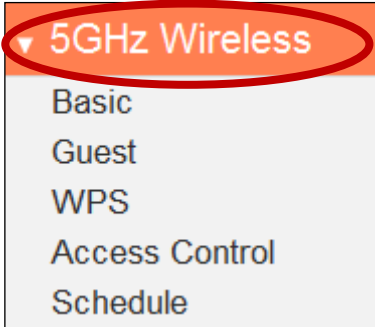 5GHz Wireless
Basic
Guest
WPS
Access Control
Schedule